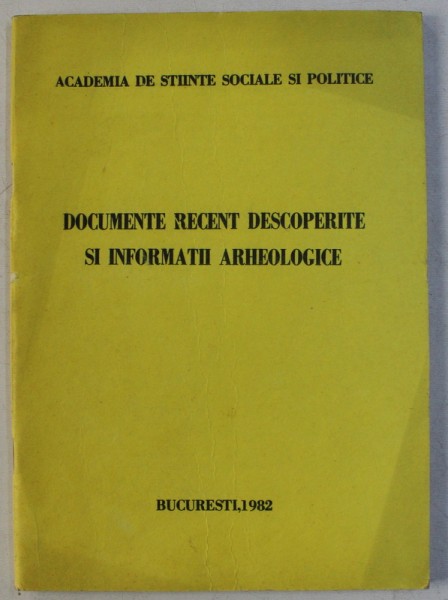 ACADEMIA DE STIINTE SOCIALE SI POLITICE
DOCUMENTE RECENT DESCOPERITE
SI INFORMATII ARHEOLOGICE
BUCURESTI,1982